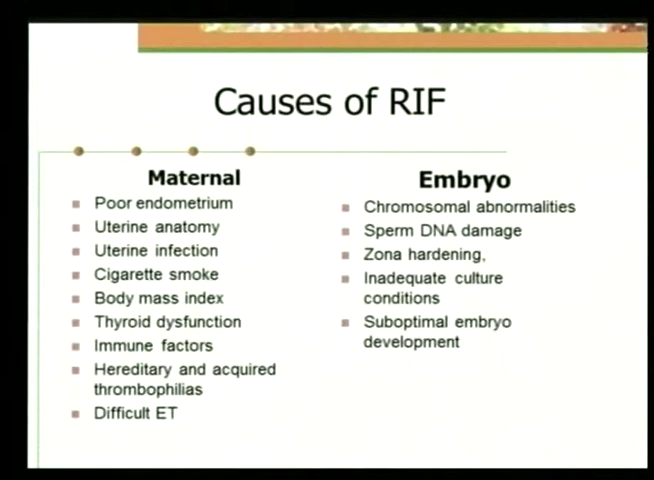 Causes of RIF
Maternal
Poor endometrium
Uterine anatomy
Uterine infection
Cigarette smoke
Body mass index
Thyroid dysfunction
Immune factors
Hereditary and acquired
thrombophilias
Difficult ET
Embryo
Chromosomal abnormalities
Sperm DNA damage
Zona hardening,
Inadequate culture
conditions
Suboptimal embryo
development